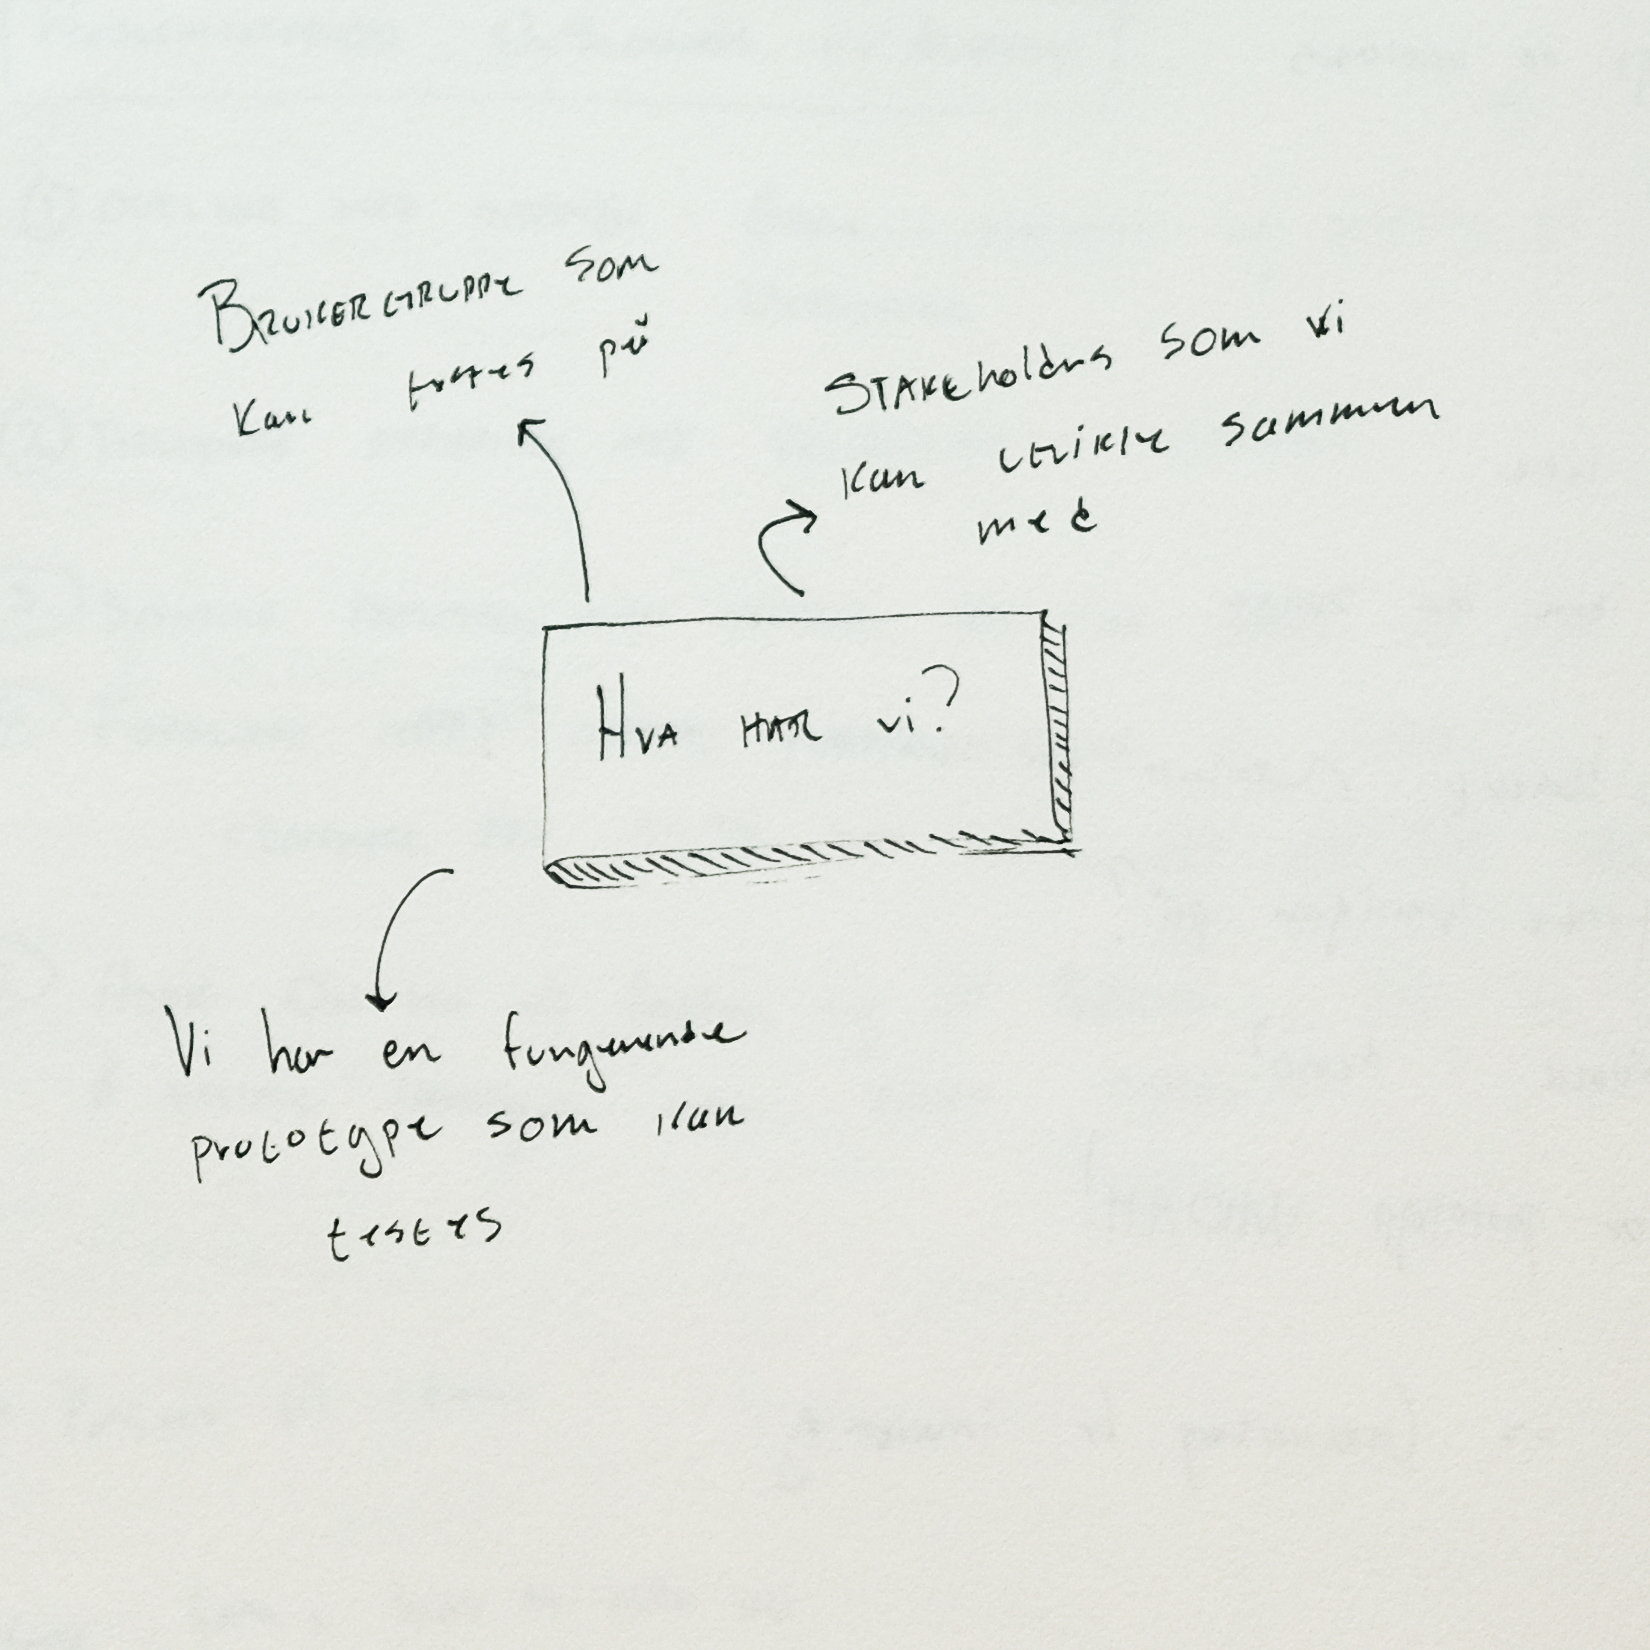 Brukergruppe som
kan testes på
Stakeholders som vi
kan utvikle sammen
med
Hva har vi?
Vi har en fungerende
prototype som kan
testes